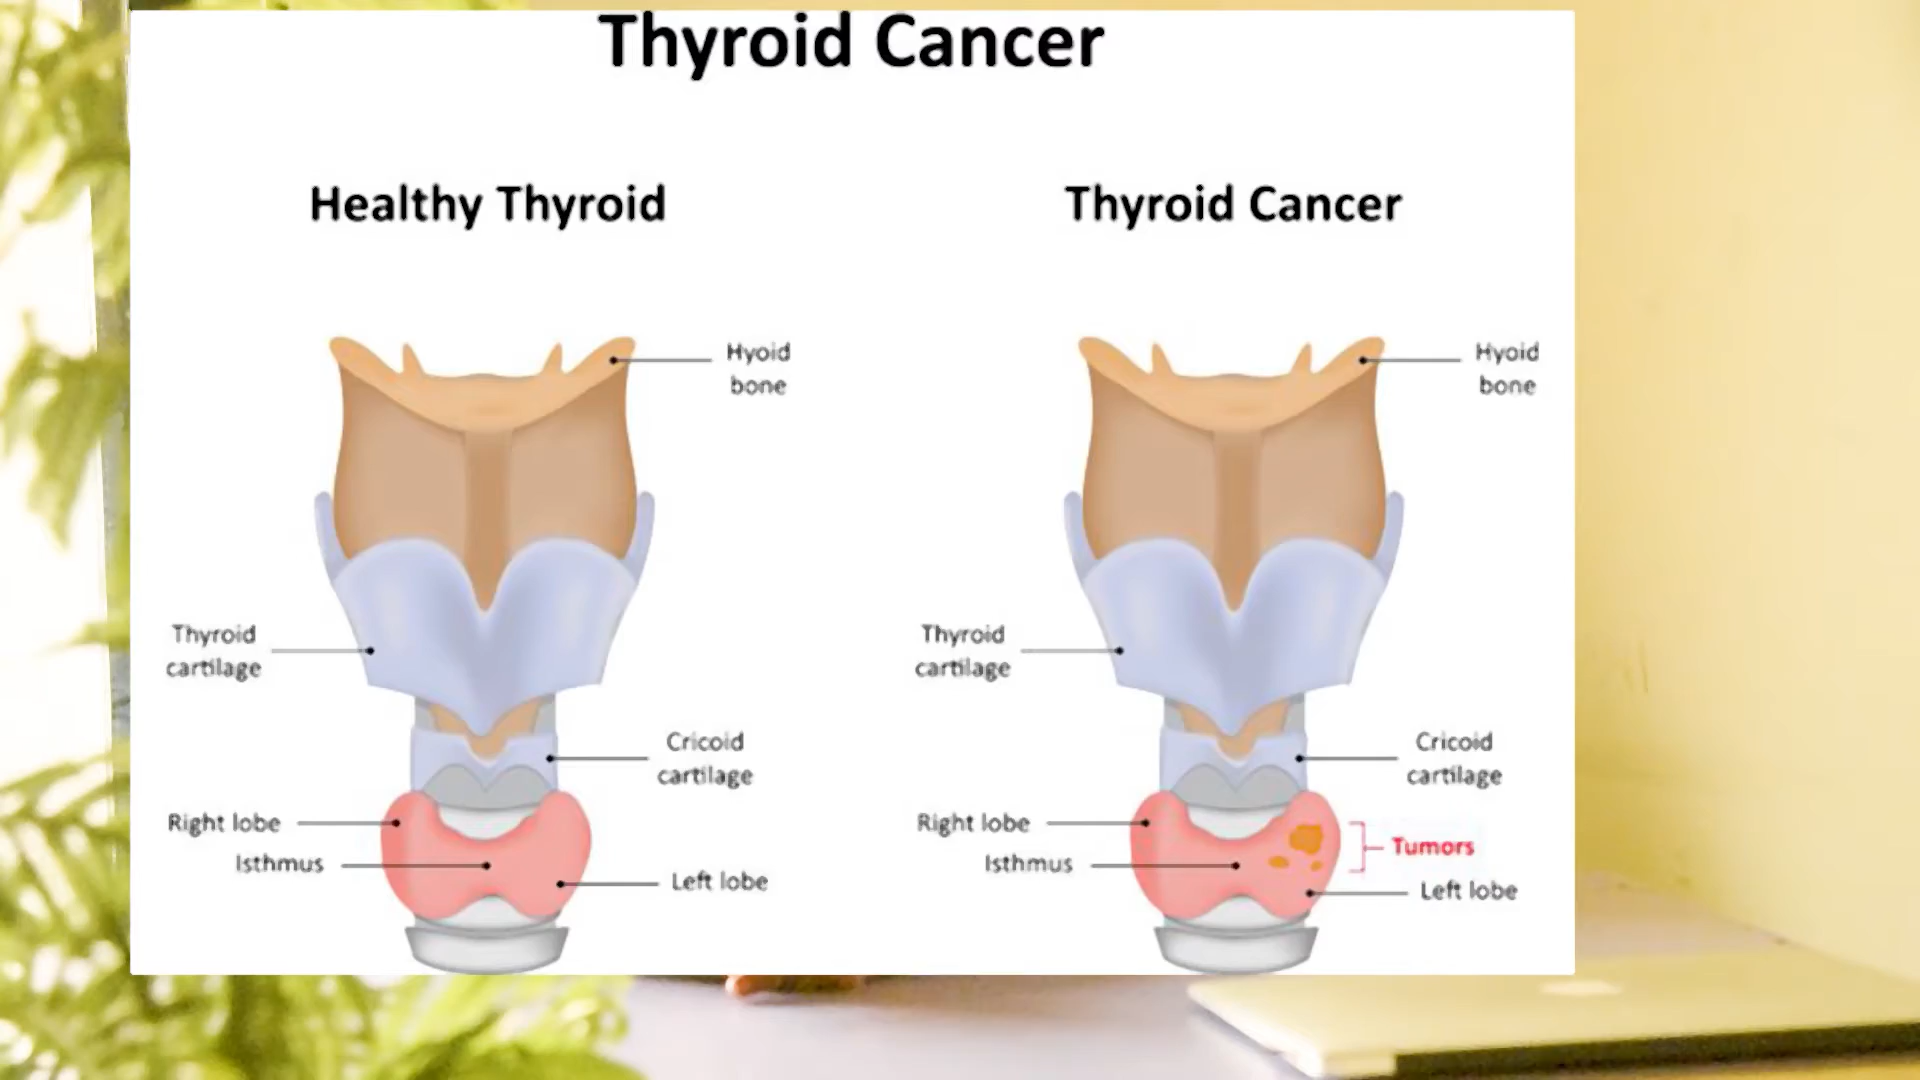 Thyroid Cancer
Healthy Thyroid
Hyoid
bone
Thyroid
cartilage
Cricoid
cartilage
Right lobe
Isthmus
Left lobe
Thyroid Cancer
Hyoid
bone
Thyroid
cartilage
Cricoid
cartilage
Right lobe
Tumors
Isthmus
Left lobe